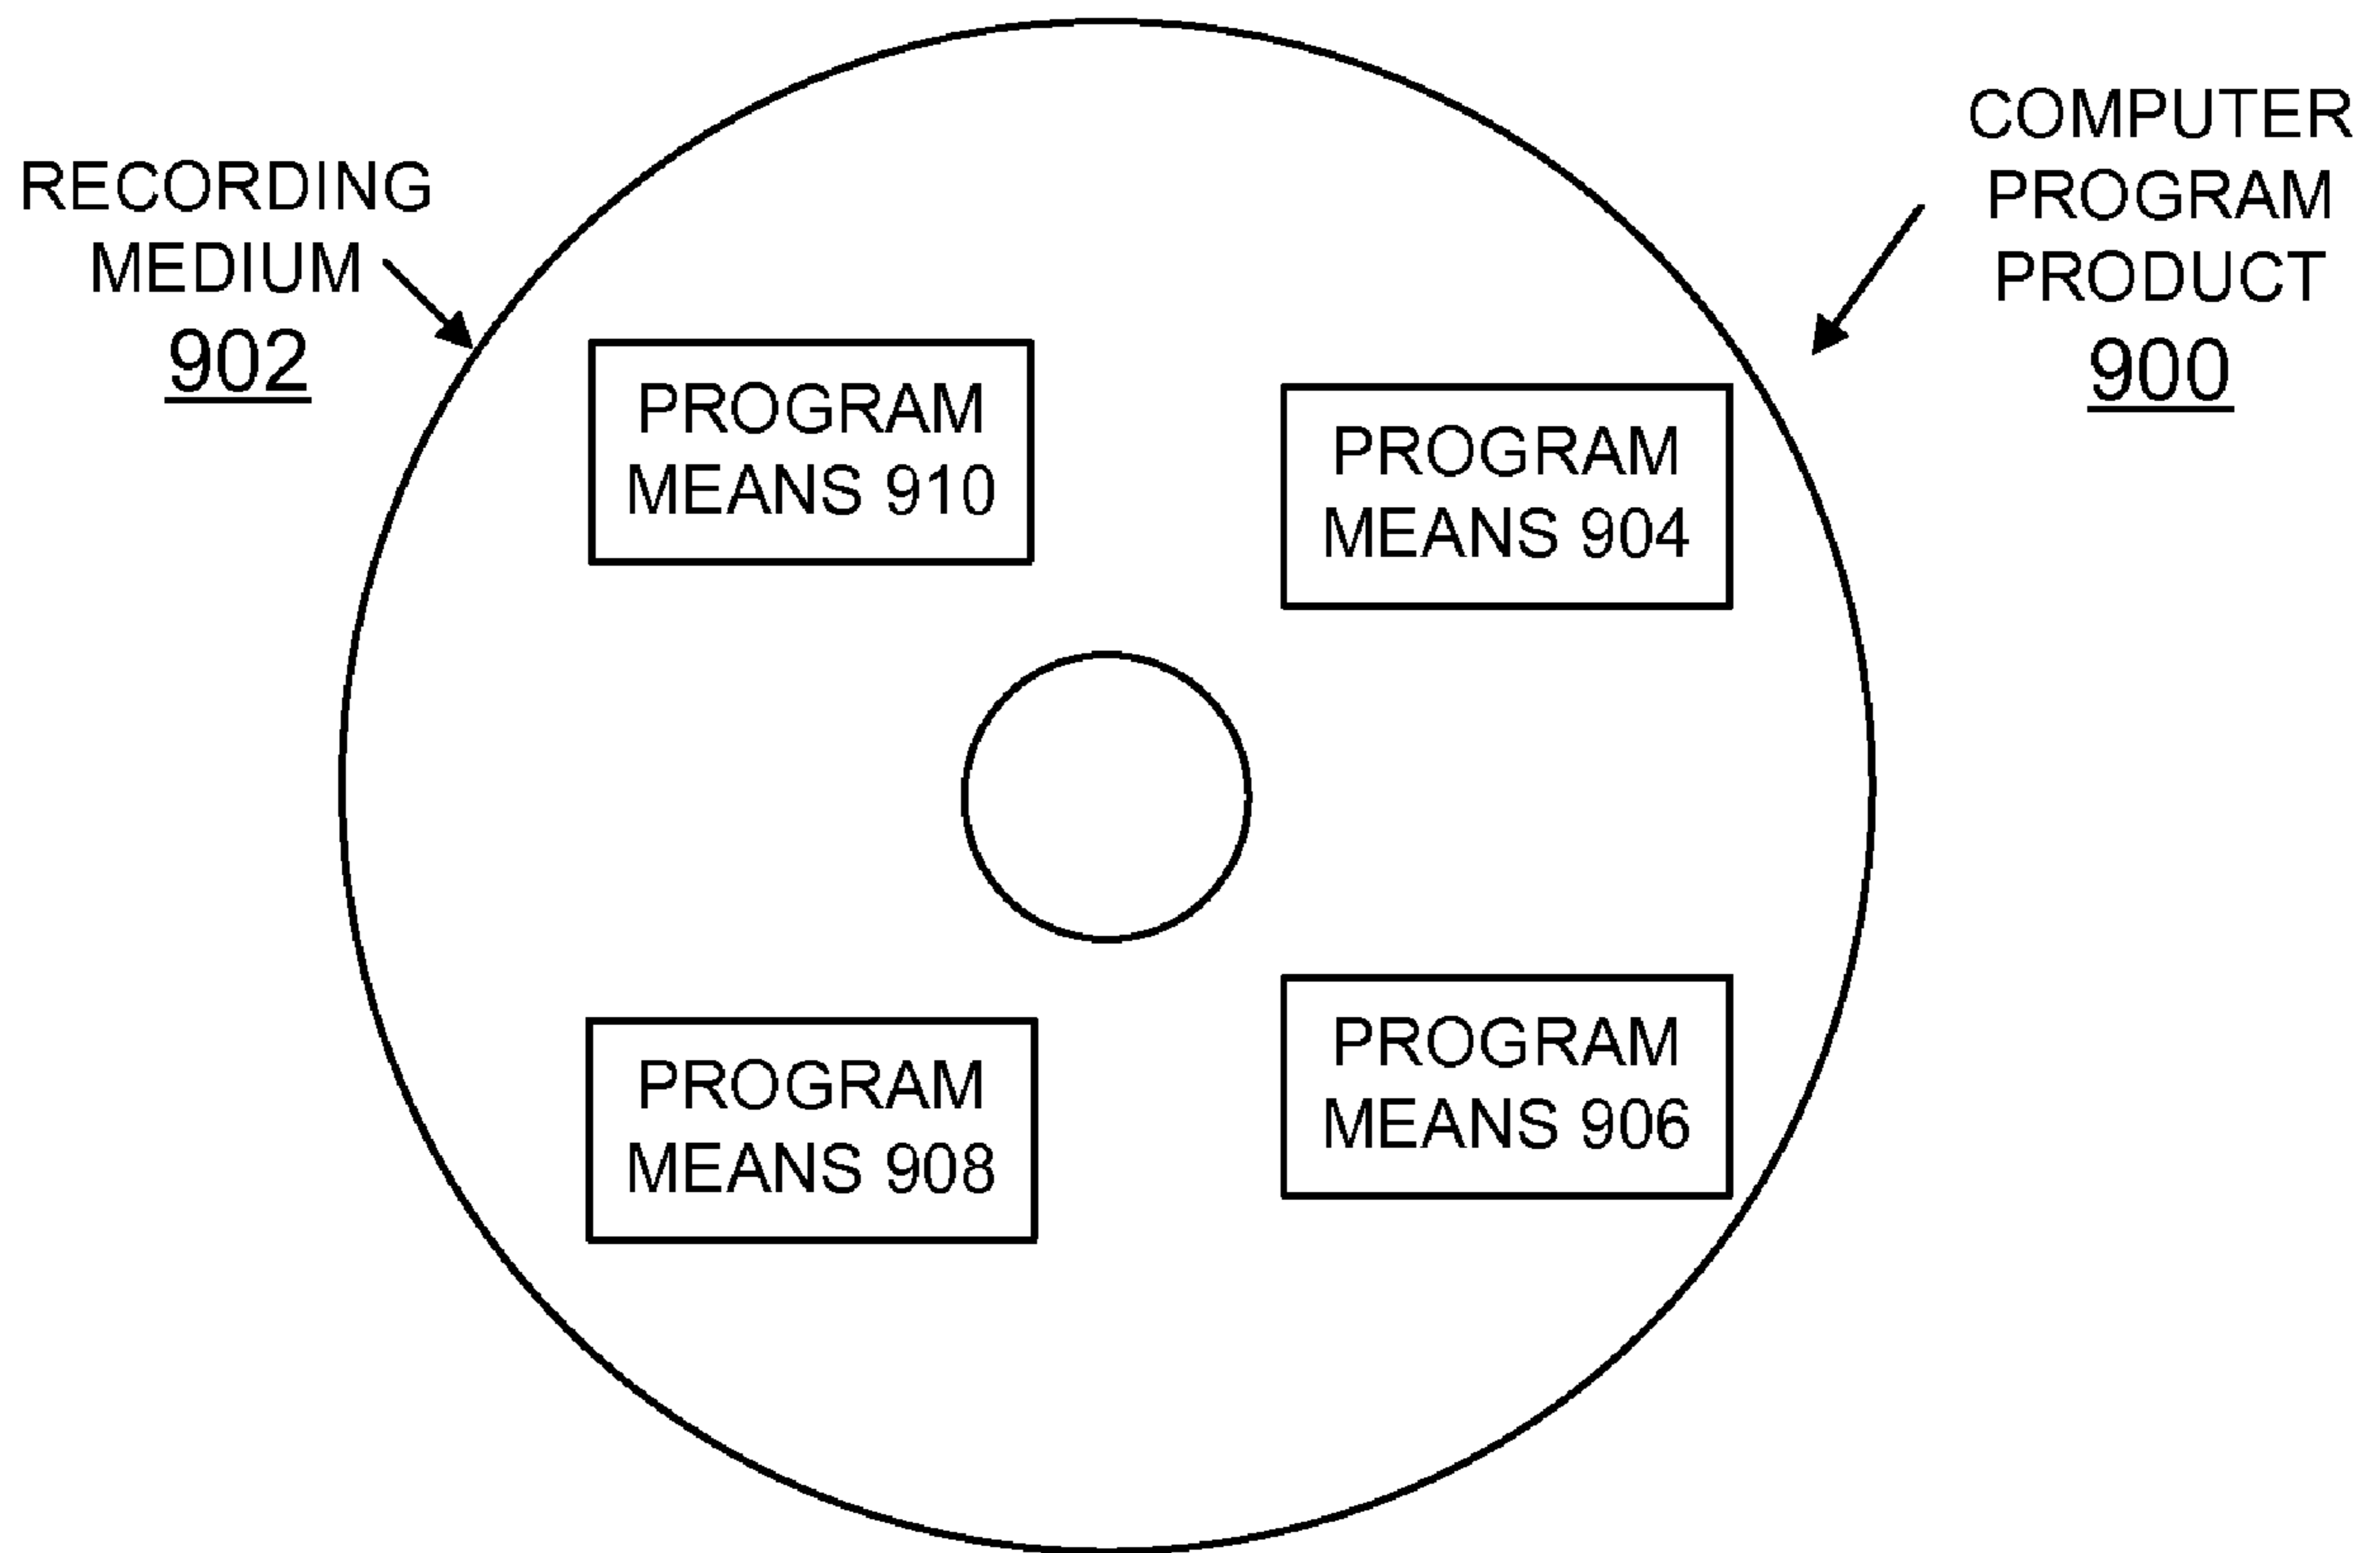 RECORDING
MEDIUM
902
COMPUTER
PROGRAM
PRODUCT
900
PROGRAM
MEANS 910
PROGRAM
MEANS 904
PROGRAM
MEANS 908
PROGRAM
MEANS 906